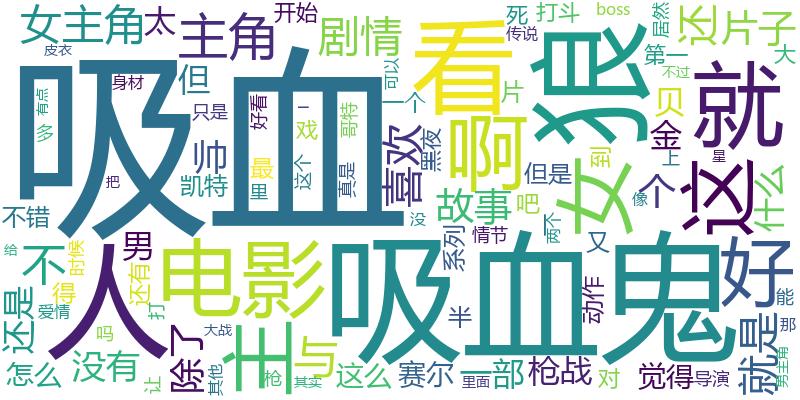 女主角
太
开始
死
打斗
boss
居然
还
片子
主角
剧情
看
传说
狼
第一
大
皮衣
吸血
身材
但
有点
多
只是
好看
一
戏
这个
可以
一个
片
哥特
真是
黑夜
喜欢
啊
不过
贝
金
上
就
星
这
什么
帅
凯特
最
里
把
不错
但是
到
女
个
像
故事
吧
没
情节
系列
两个
又
给
不
时候
得
人
男
还有
电影
吸血鬼
好
动作
半
能
那
还是
爱情
吗
打
大战
除了
主
与
就是
怎么
没有
让
其他
枪
其实
这么
赛尔
一部
里面
枪战
对
觉得
导演
男主角